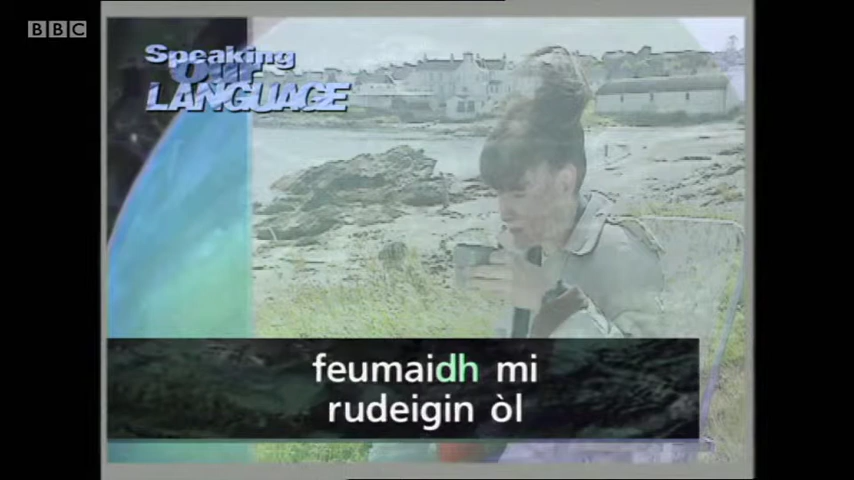 BBC
Speaking
Our
LANGUAGE
feumaidh mi
rudeigin òl